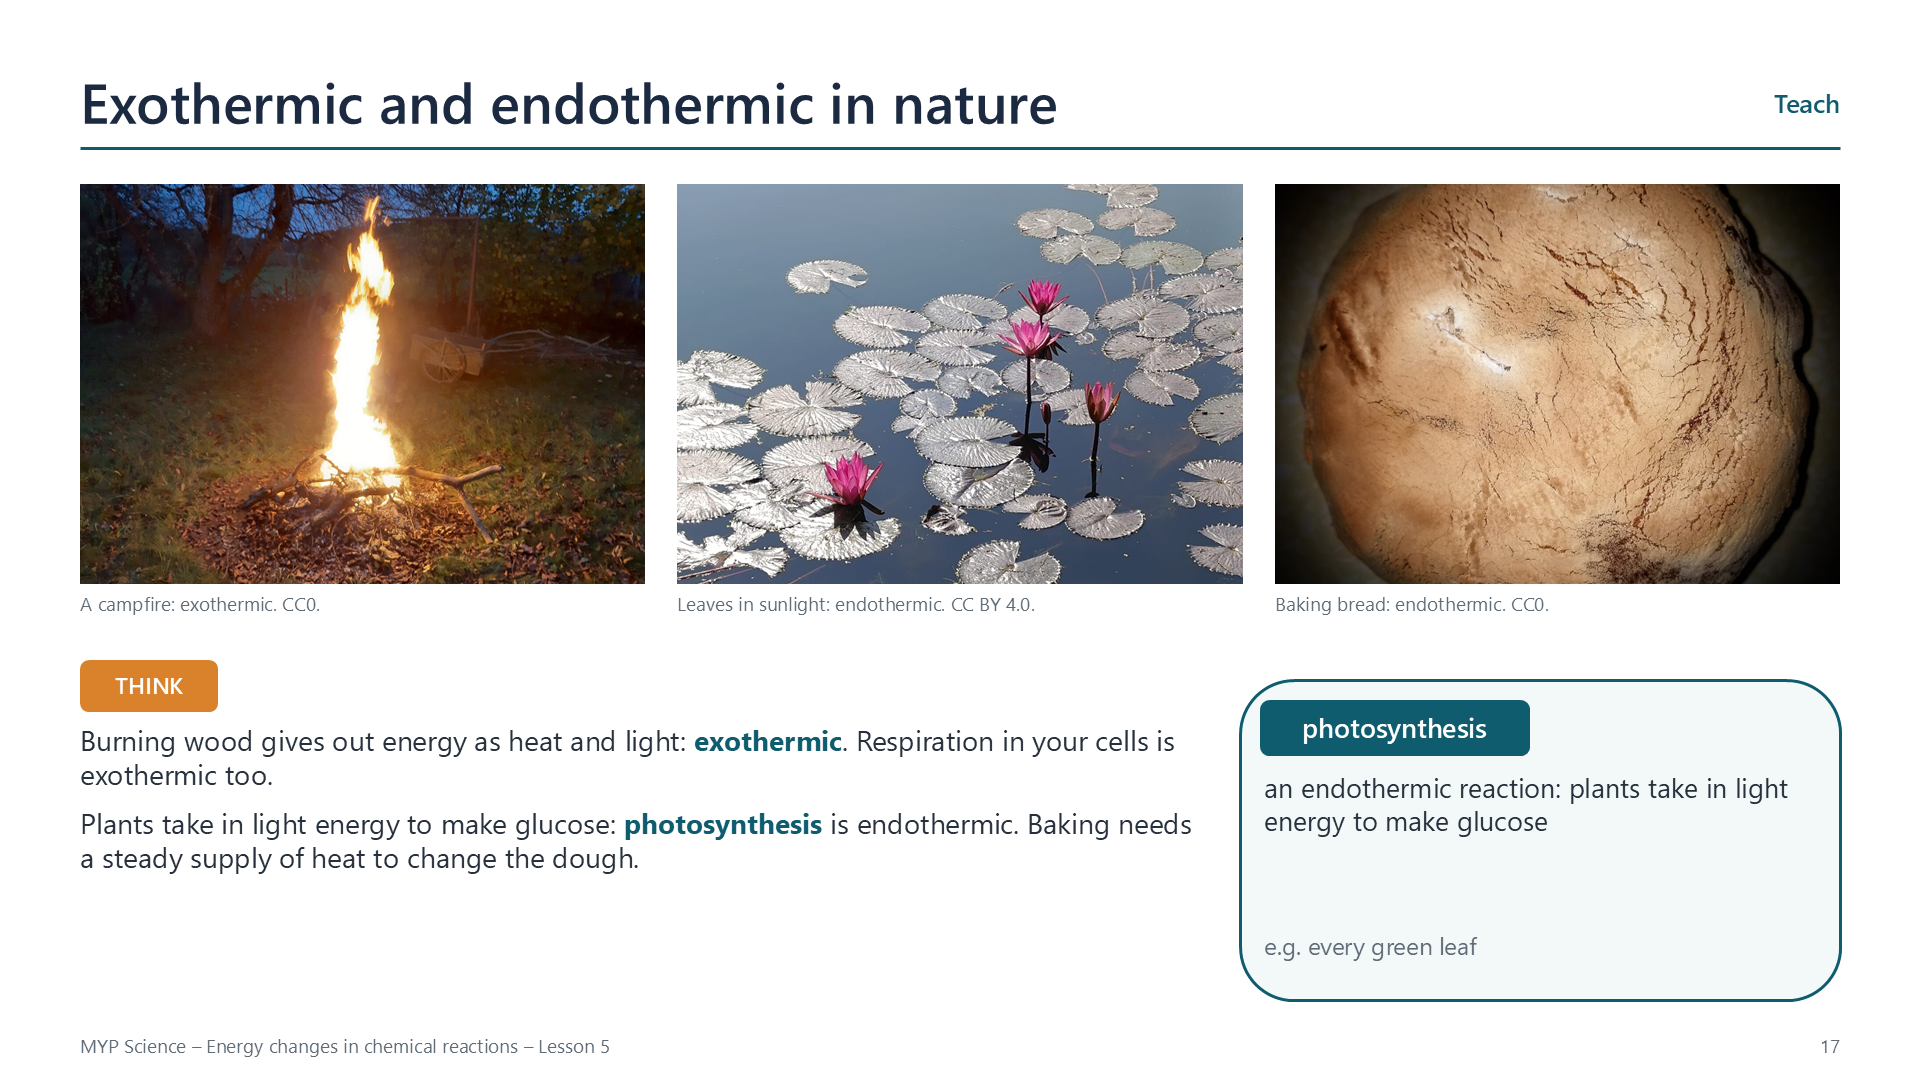 Exothermic and endothermic in nature
Teach
A campfire: exothermic. CC0.
Leaves in sunlight: endothermic. CC BY 4.0.
Baking bread: endothermic. CC0.
THINK
Burning wood gives out energy as heat and light: exothermic. Respiration in your cells is
exothermic too.
Plants take in light energy to make glucose: photosynthesis is endothermic. Baking needs
a steady supply of heat to change the dough.
photosynthesis
an endothermic reaction: plants take in light
energy to make glucose
e.g. every green leaf
MYP Science – Energy changes in chemical reactions – Lesson 5
17